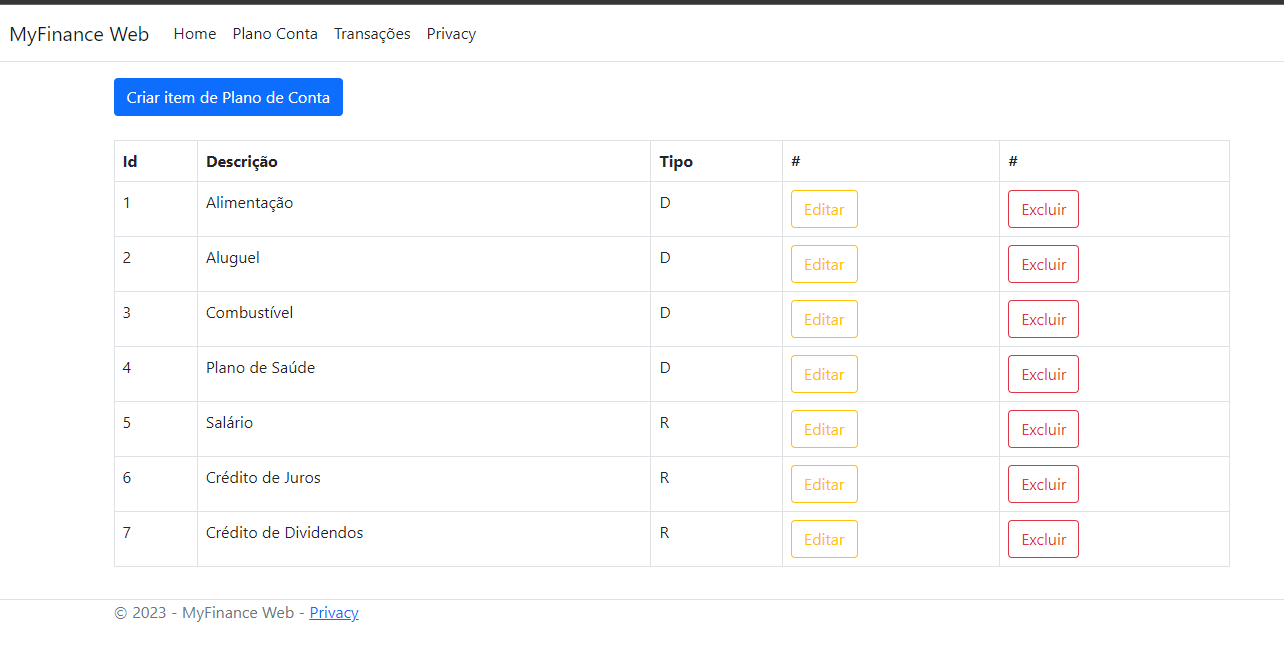 MyFinance Web Home Plano Conta Transações Privacy
Criar item de Plano de Conta
Id Descrição Tipo # #
1 Alimentação D Editar Excluir
2 Aluguel D Editar Excluir
3 Combustível D Editar Excluir
4 Plano de Saúde D Editar Excluir
5 Salário R Editar Excluir
6 Crédito de Juros R Editar Excluir
7 Crédito de Dividendos R Editar Excluir
© 2023 - MyFinance Web - Privacy